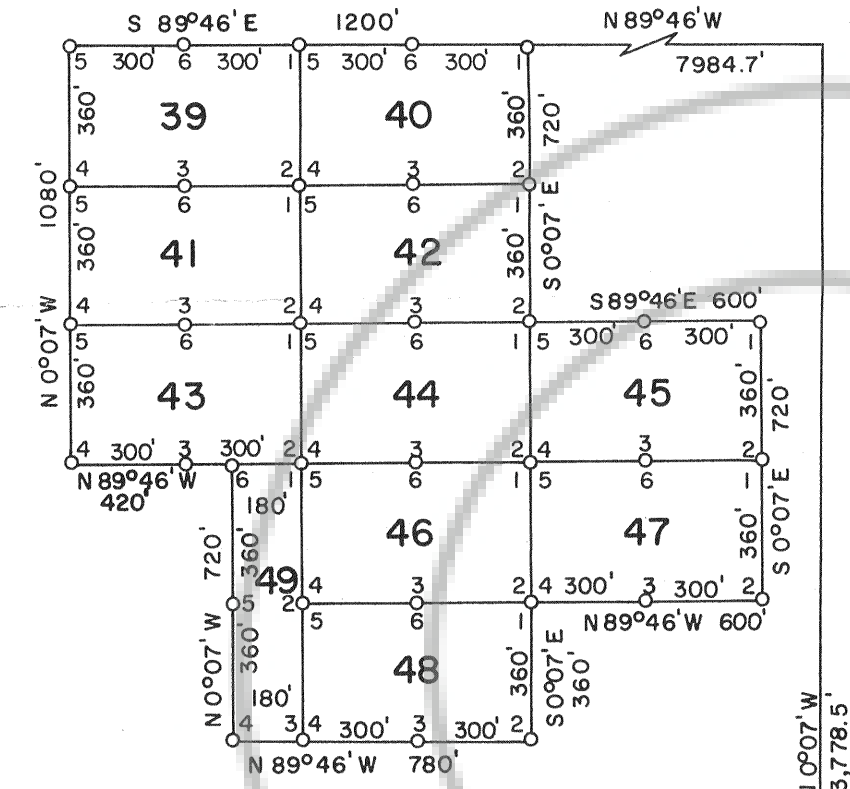 S 89°46' E 1200' N 89°46' W
7984.7'
5 300' 6 300' 1 5 300' 6 300' 1
360' 39 40 360' 720'
4 3 2 4 3 2
5 6 1 5 6 1
1080' 360' 41 42 360' S 0°07' E
4 3 2 4 3 2 S 89°46' E 600'
5 6 1 5 6 1 5 300' 6 300' 1
N 0°07' W 360' 43 44 45 360' 720'
4 300' 3 300' 2 4 3 2 4 3 2
N 89°46' W 6 1 5 6 1 5 6 1
420' 180'
720' 360' 46 47 360' S 0°07' E
49
5 2 4 3 2 4 300' 3 300' 2
5 6 1 N 89°46' W 600'
N 0°07' W 360' 48 360' S 0°07' E 360'
180'
4 3 4 300' 3 300' 2
N 89°46' W 780'
0°07' W
3,778.5'